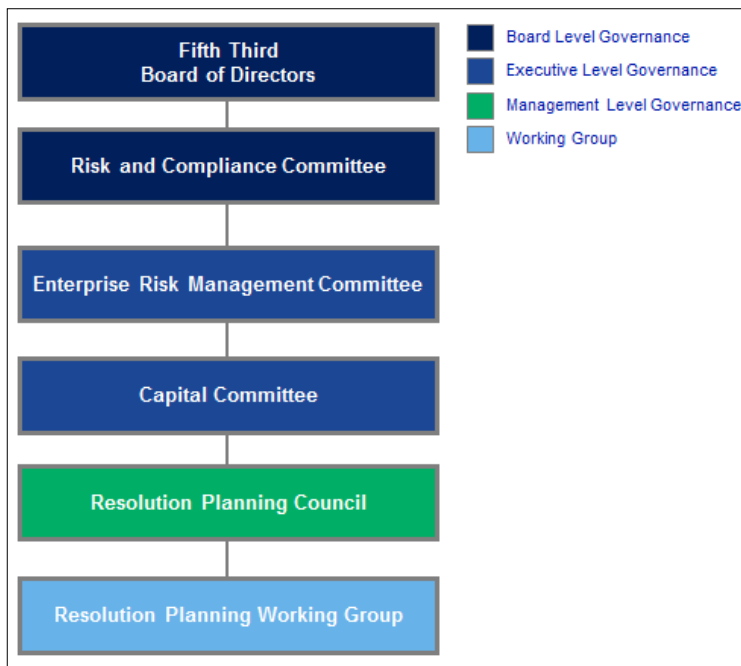 Fifth Third
Board of Directors
Risk and Compliance Committee
Enterprise Risk Management Committee
Capital Committee
Resolution Planning Council
Resolution Planning Working Group
Board Level Governance
Executive Level Governance
Management Level Governance
Working Group